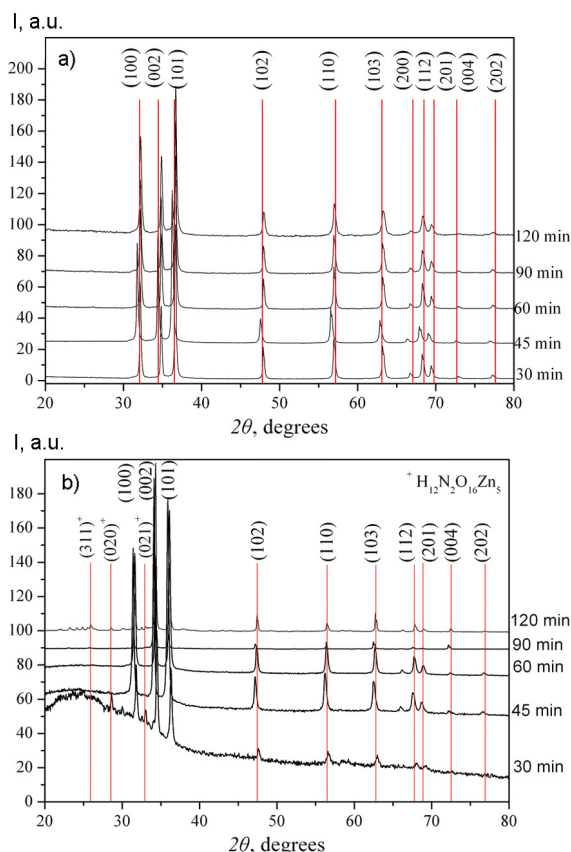 I, a.u.
a)
(100)
(002)
(101)
(102)
(110)
(103)
(200)
(112)
(201)
(004)
(202)
200
180
160
140
120
100
80
60
40
20
0
120 min
90 min
60 min
45 min
30 min
20 30 40 50 60 70 80
2θ, degrees
I, a.u.
b)
(311)⁺
(020)⁺
(100)
(021)⁺
(002)
(101)
(102)
(110)
(103)
(112)
(201)
(004)
(202)
⁺ H₁₂N₂O₁₆Zn₅
180
160
140
120
100
80
60
40
20
0
120 min
90 min
60 min
45 min
30 min
20 30 40 50 60 70 80
2θ, degrees